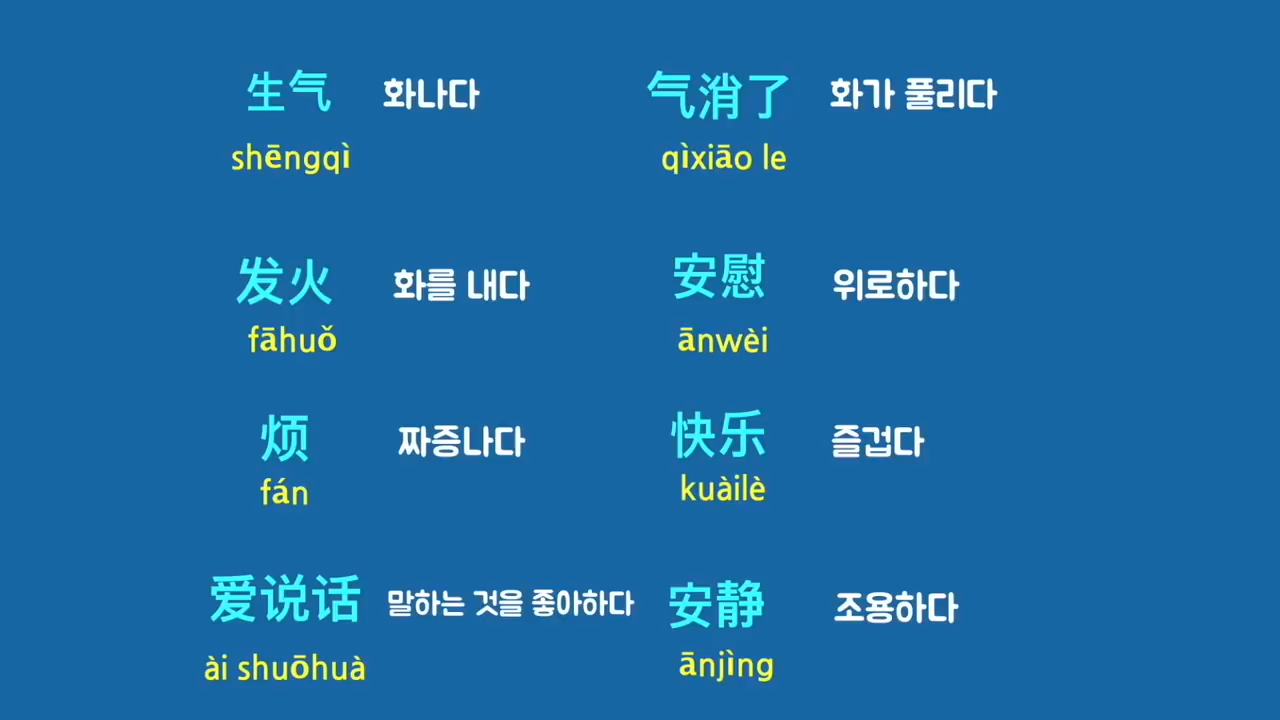 生气 화나다 气消了 화가 풀리다
shēngqì qìxiāo le
发火 화를 내다 安慰 위로하다
fāhuǒ ānwèi
烦 짜증나다 快乐 즐겁다
fán kuàilè
爱说话 말하는 것을 좋아하다 安静 조용하다
ài shuōhuà ānjìng